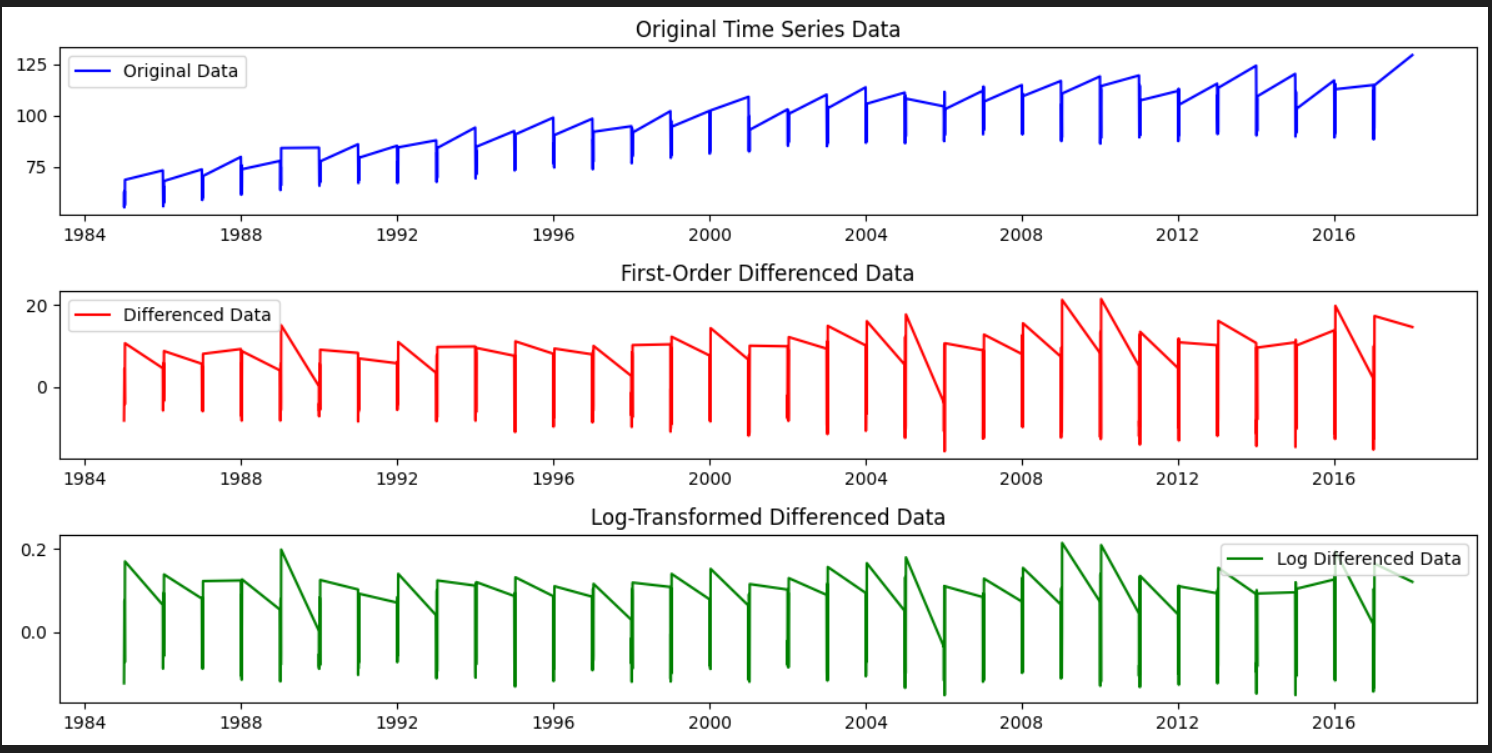 Original Time Series Data
125
100
75
Original Data
1984 1988 1992 1996 2000 2004 2008 2012 2016
First-Order Differenced Data
20
0
Differenced Data
1984 1988 1992 1996 2000 2004 2008 2012 2016
Log-Transformed Differenced Data
0.2
0.0
Log Differenced Data
1984 1988 1992 1996 2000 2004 2008 2012 2016